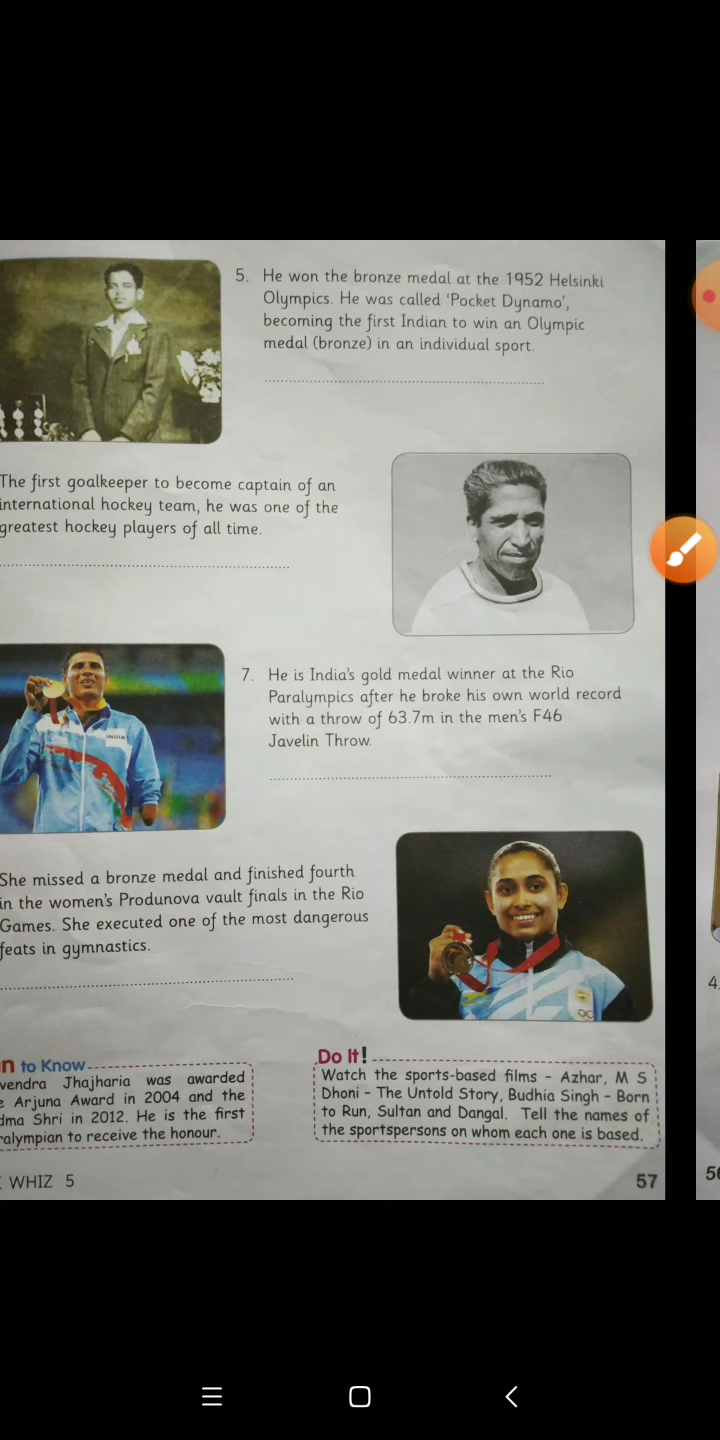 5. He won the bronze medal at the 1952 Helsinki
Olympics. He was called ‘Pocket Dynamo’,
becoming the first Indian to win an Olympic
medal (bronze) in an individual sport.
The first goalkeeper to become captain of an
international hockey team, he was one of the
greatest hockey players of all time.
7. He is India's gold medal winner at the Rio
Paralympics after he broke his own world record
with a throw of 63.7m in the men's F46
Javelin Throw.
INDIA
She missed a bronze medal and finished fourth
in the women's Produnova vault finals in the Rio
Games. She executed one of the most dangerous
feats in gymnastics.
n to Know
vendra Jhajharia was awarded
e Arjuna Award in 2004 and the
dma Shri in 2012. He is the first
ralympian to receive the honour.
Do It!
Watch the sports-based films - Azhar, M S
Dhoni - The Untold Story, Budhia Singh - Born
to Run, Sultan and Dangal. Tell the names of
the sportspersons on whom each one is based.
WHIZ 5
57
4.